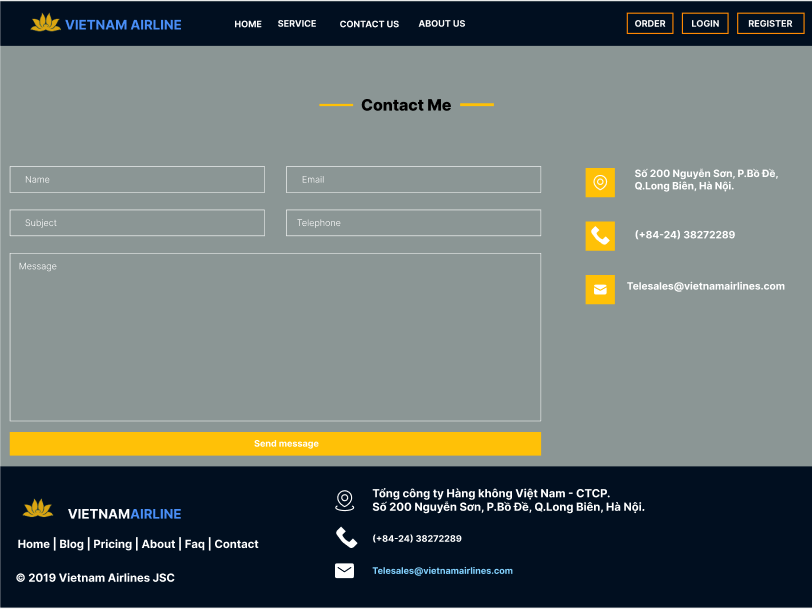 VIETNAM AIRLINE
HOME SERVICE CONTACT US ABOUT US
ORDER LOGIN REGISTER
Contact Me
Name
Email
Subject
Telephone
Message
Send message
Số 200 Nguyễn Sơn, P.Bồ Đề,
Q.Long Biên, Hà Nội.
(+84-24) 38272289
Telesales@vietnamairlines.com
VIETNAMAIRLINE
Home | Blog | Pricing | About | Faq | Contact
© 2019 Vietnam Airlines JSC
Tổng công ty Hàng không Việt Nam - CTCP.
Số 200 Nguyễn Sơn, P.Bồ Đề, Q.Long Biên, Hà Nội.
(+84-24) 38272289
Telesales@vietnamairlines.com